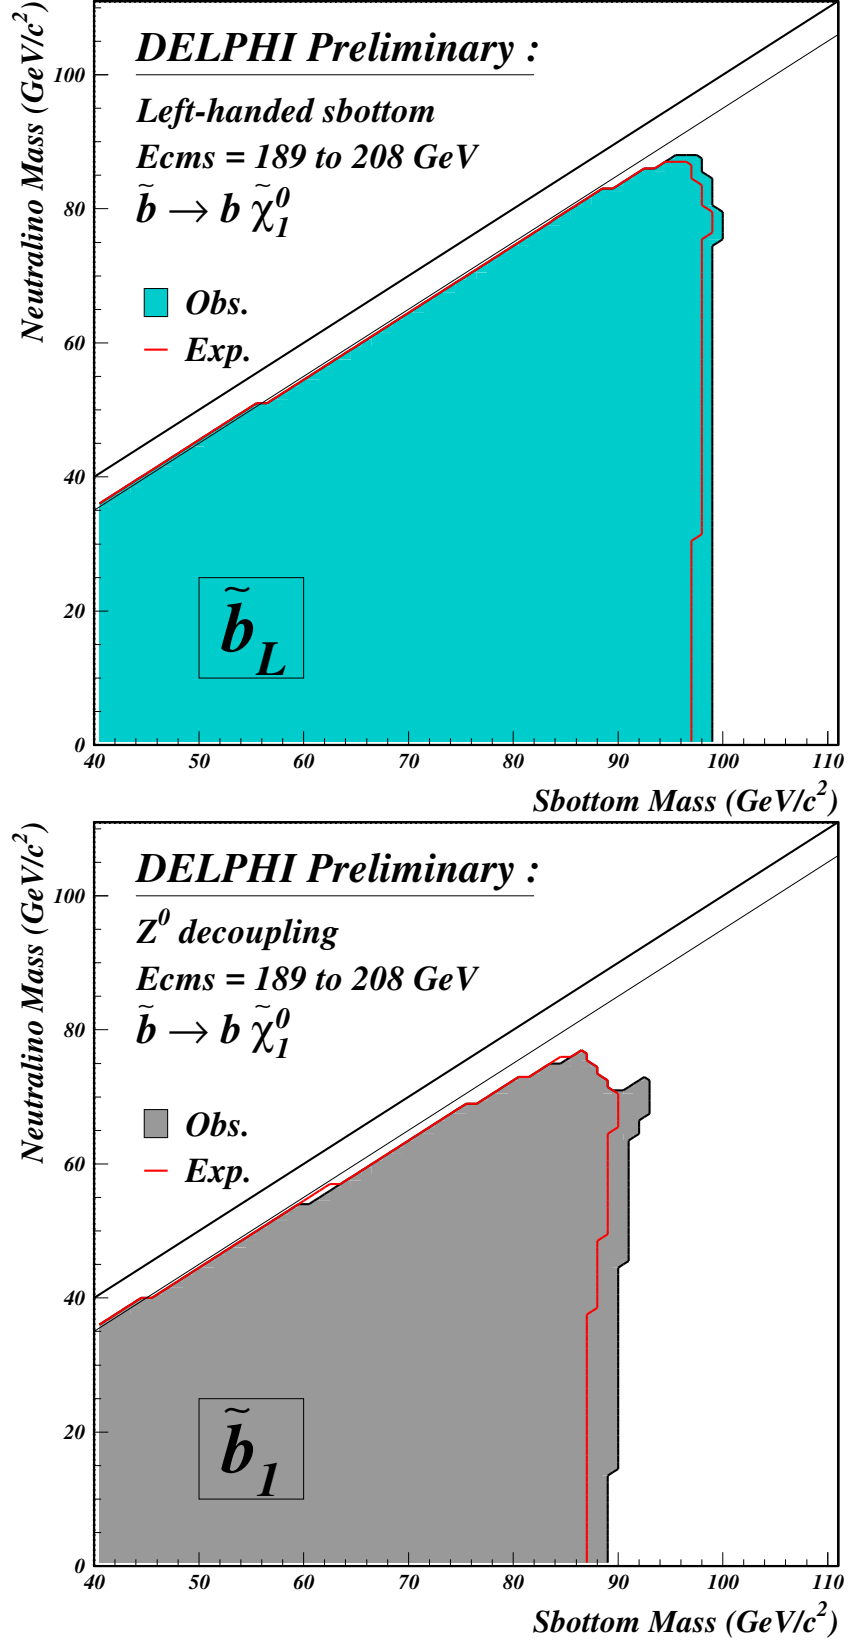 DELPHI Preliminary :
Left-handed sbottom
Ecms = 189 to 208 GeV
b̃ → b χ̃₁⁰
Obs.
Exp.
b̃_L
Neutralino Mass (GeV/c²)
100
80
60
40
20
0
40 50 60 70 80 90 100 110
Sbottom Mass (GeV/c²)
DELPHI Preliminary :
Z⁰ decoupling
Ecms = 189 to 208 GeV
b̃ → b χ̃₁⁰
Obs.
Exp.
b̃₁
Neutralino Mass (GeV/c²)
100
80
60
40
20
0
40 50 60 70 80 90 100 110
Sbottom Mass (GeV/c²)